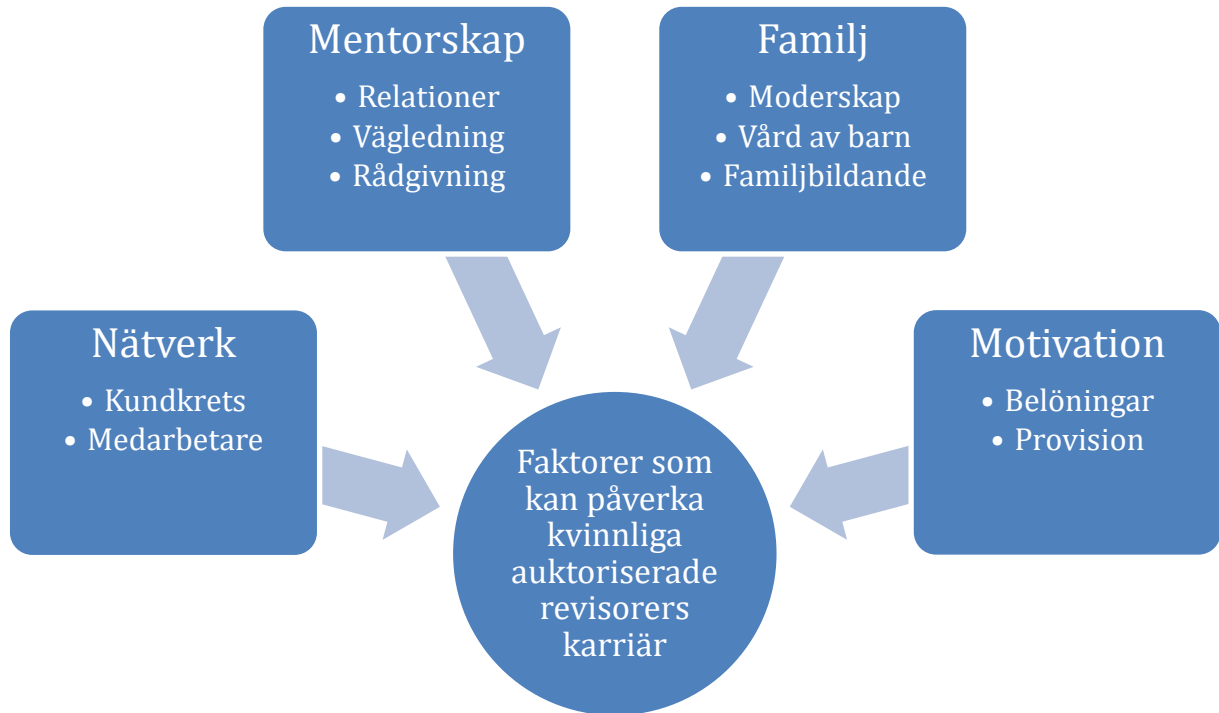 Mentorskap
• Relationer
• Vägledning
• Rådgivning
Familj
• Moderskap
• Vård av barn
• Familjbildande
Nätverk
• Kundkrets
• Medarbetare
Motivation
• Belöningar
• Provision
Faktorer som
kan påverka
kvinnliga
auktoriserade
revisorers
karriär